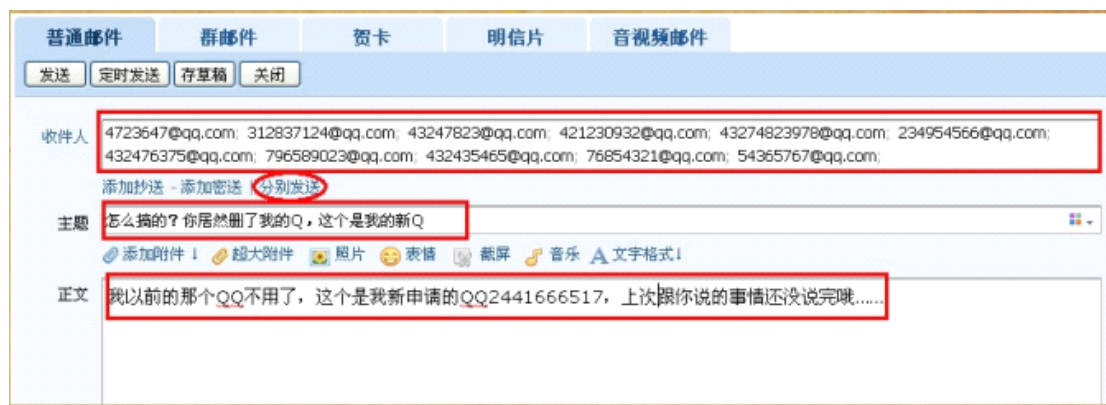 普通邮件 群邮件 贺卡 明信片 音视频邮件
发送 定时发送 存草稿 关闭
收件人 4723647@qq.com; 312837124@qq.com; 43247823@qq.com; 421230932@qq.com; 43274823978@qq.com; 234954566@qq.com;
432476375@qq.com; 796589023@qq.com; 432435465@qq.com; 76854321@qq.com; 54365767@qq.com;
添加抄送 - 添加密送 | 分别发送
主题 怎么搞的？你居然删了我的Q，这个是我的新Q
添加附件 ↓ 超大附件 照片 表情 截屏 音乐 A 文字格式↓
正文 我以前的那个QQ不用了，这个是我新申请的QQ2441666517，上次跟你说的事情还没说完哦……